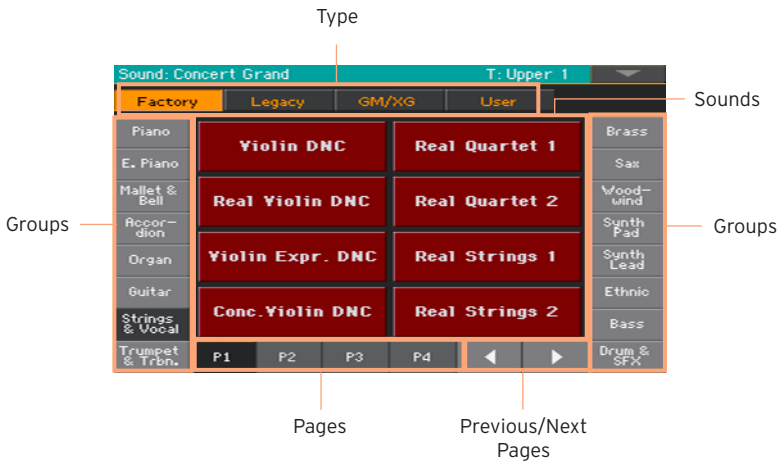 Type
Sound: Concert Grand T: Upper 1
Factory Legacy GM/XG User
Sounds
Groups
Piano
E. Piano
Mallet &
Bell
Accor-
dion
Organ
Guitar
Strings
& Vocal
Trumpet
& Trbn.
Violin DNC Real Quartet 1
Real Violin DNC Real Quartet 2
Violin Expr. DNC Real Strings 1
Conc.Violin DNC Real Strings 2
Brass
Sax
Wood-
wind
Synth
Pad
Synth
Lead
Ethnic
Bass
Drum &
SFX
Groups
P1 P2 P3 P4
Pages
Previous/Next
Pages